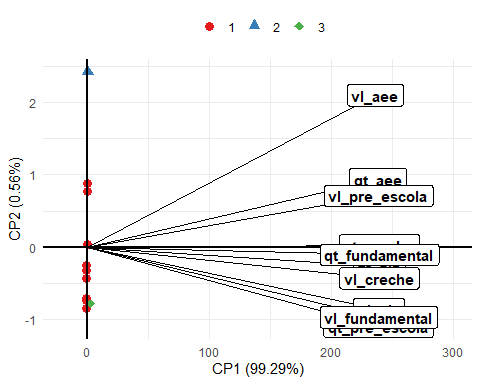 1 2 3
vl_aee
qt_aee
vl_pre_escola
qt_fundamental
vl_creche
vl_fundamental
qt_pre_escola
2
1
0
-1
CP2 (0.56%)
0 100 200 300
CP1 (99.29%)